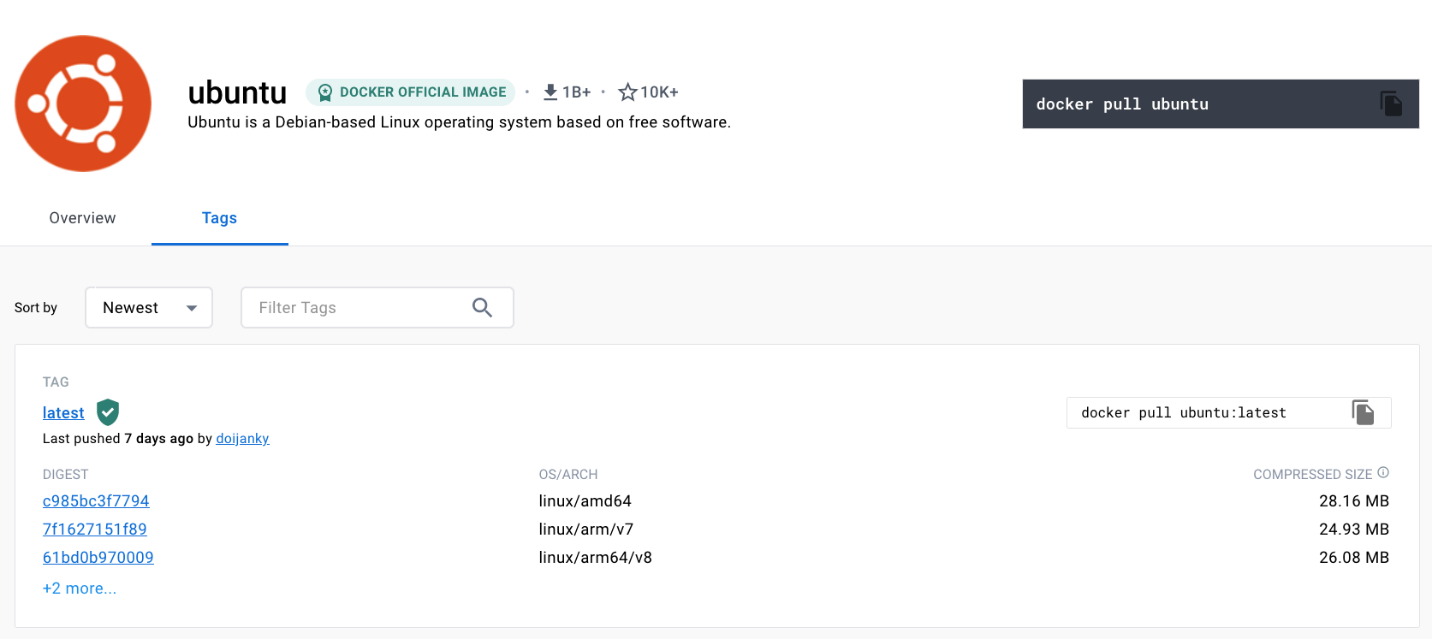 ubuntu DOCKER OFFICIAL IMAGE · 1B+ · 10K+
Ubuntu is a Debian-based Linux operating system based on free software.
docker pull ubuntu
Overview Tags
Sort by Newest Filter Tags
TAG
latest
docker pull ubuntu:latest
Last pushed 7 days ago by doijanky
DIGEST OS/ARCH COMPRESSED SIZE
c985bc3f7794 linux/amd64 28.16 MB
7f1627151f89 linux/arm/v7 24.93 MB
61bd0b970009 linux/arm64/v8 26.08 MB
+2 more...